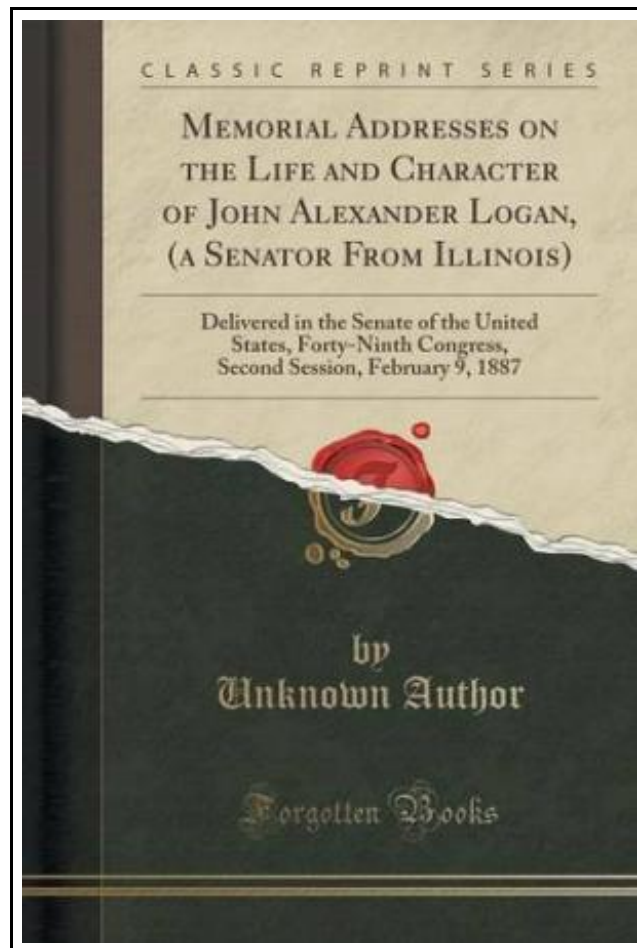 CLASSIC REPRINT SERIES
MEMORIAL ADDRESSES ON
THE LIFE AND CHARACTER
OF JOHN ALEXANDER LOGAN,
(A SENATOR FROM ILLINOIS)
Delivered in the Senate of the United
States, Forty-Ninth Congress,
Second Session, February 9, 1887
by
Unknown Author
Forgotten Books